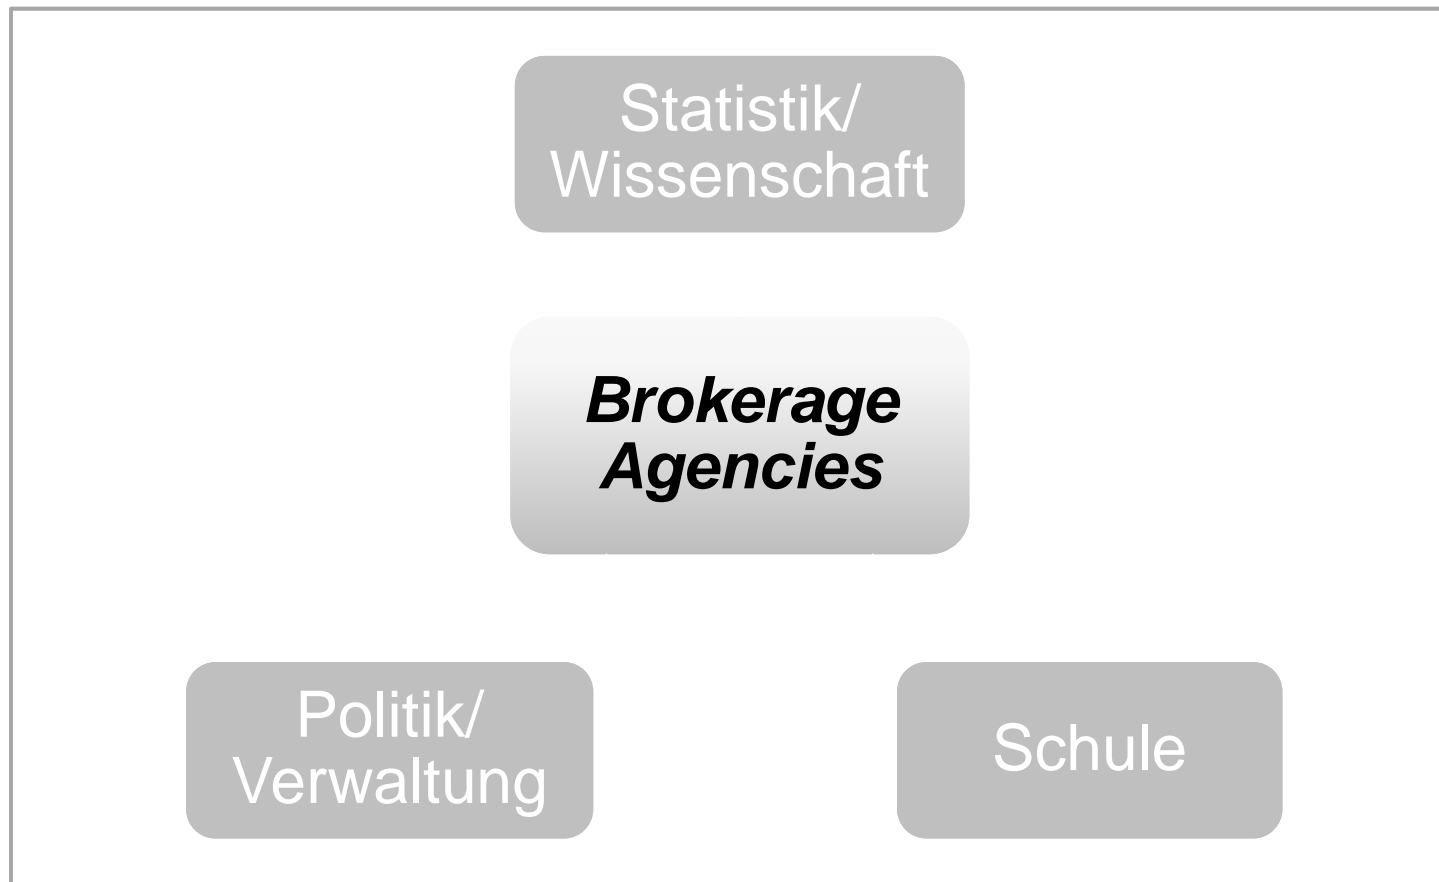 Statistik/
Wissenschaft
Brokerage
Agencies
Politik/
Verwaltung
Schule